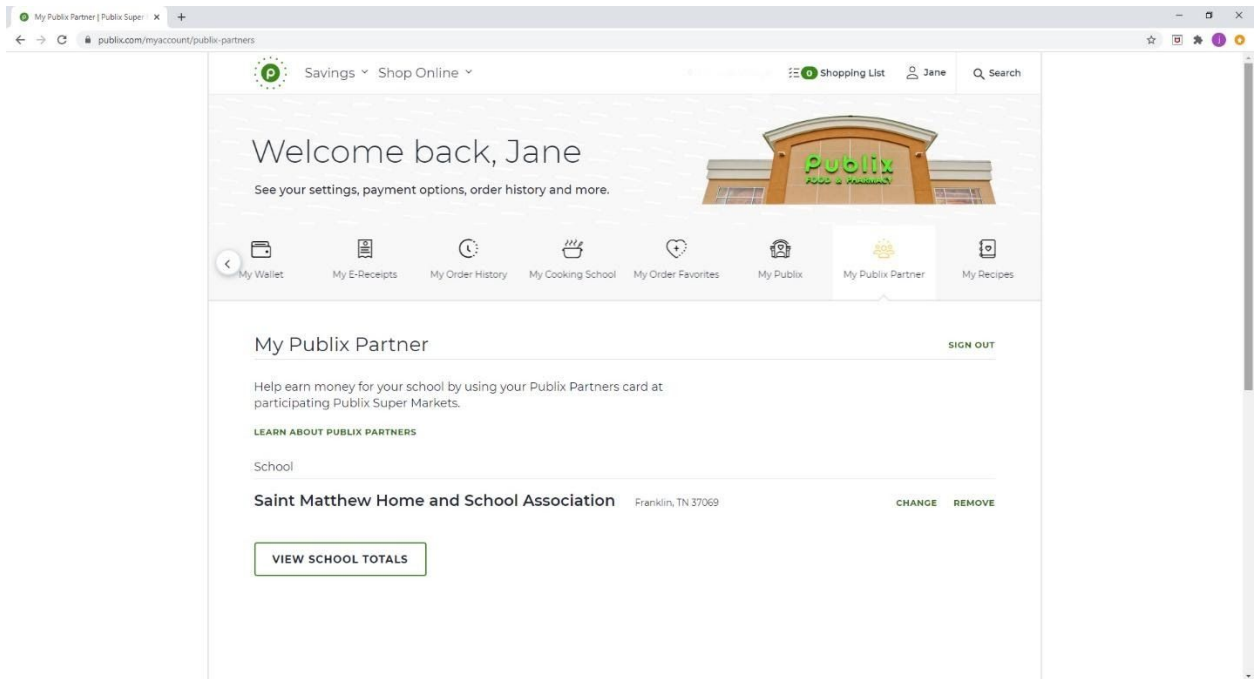 My Publix Partner | Publix Super
publix.com/myaccount/publix-partners
Savings Shop Online 0 Shopping List Jane Search
Welcome back, Jane
See your settings, payment options, order history and more.
Publix
FOOD & PHARMACY
My Wallet My E-Receipts My Order History My Cooking School My Order Favorites My Publix My Publix Partner My Recipes
My Publix Partner SIGN OUT
Help earn money for your school by using your Publix Partners card at
participating Publix Super Markets.
LEARN ABOUT PUBLIX PARTNERS
School
Saint Matthew Home and School Association Franklin, TN 37069 CHANGE REMOVE
VIEW SCHOOL TOTALS